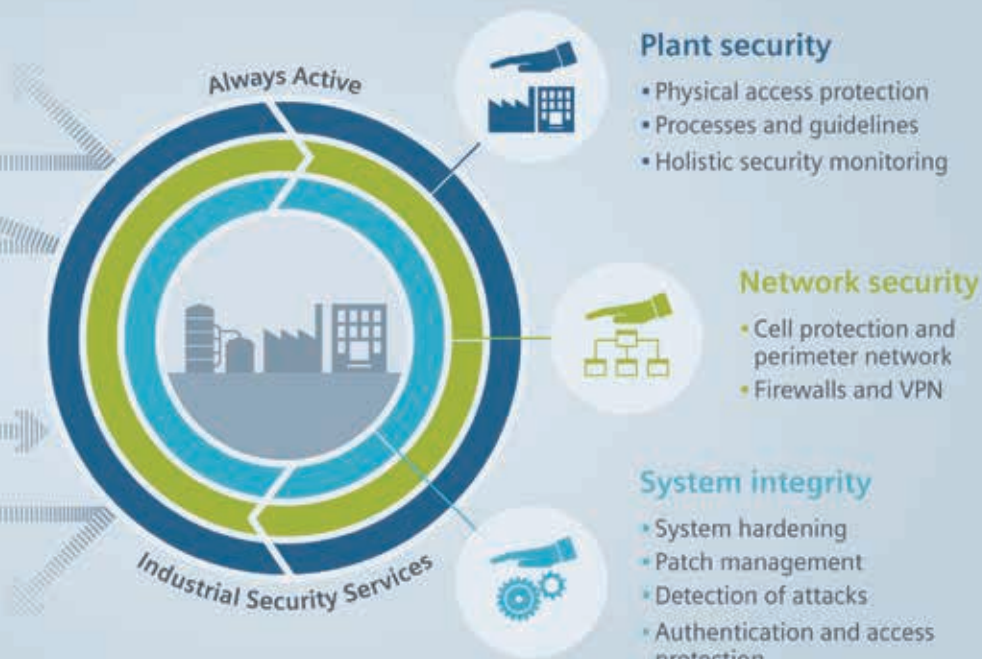 Always Active
Plant security
• Physical access protection
• Processes and guidelines
• Holistic security monitoring
Network security
• Cell protection and
perimeter network
• Firewalls and VPN
System integrity
• System hardening
• Patch management
• Detection of attacks
• Authentication and access
protection
Industrial Security Services